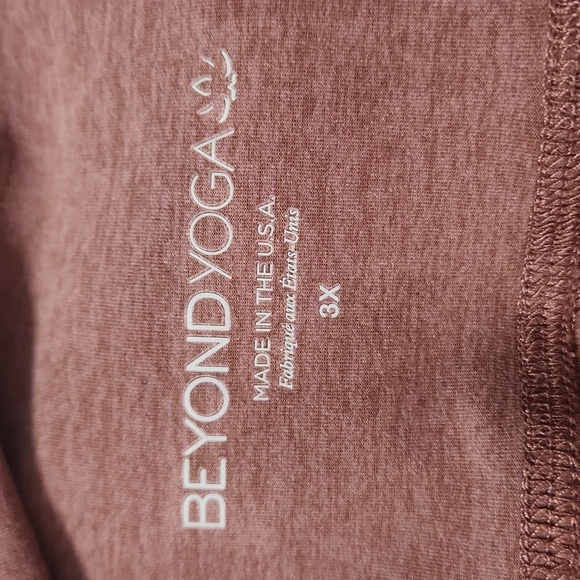 BEYOND YOGA
MADE IN THE U.S.A.
Fabriqué aux États-Unis
3X